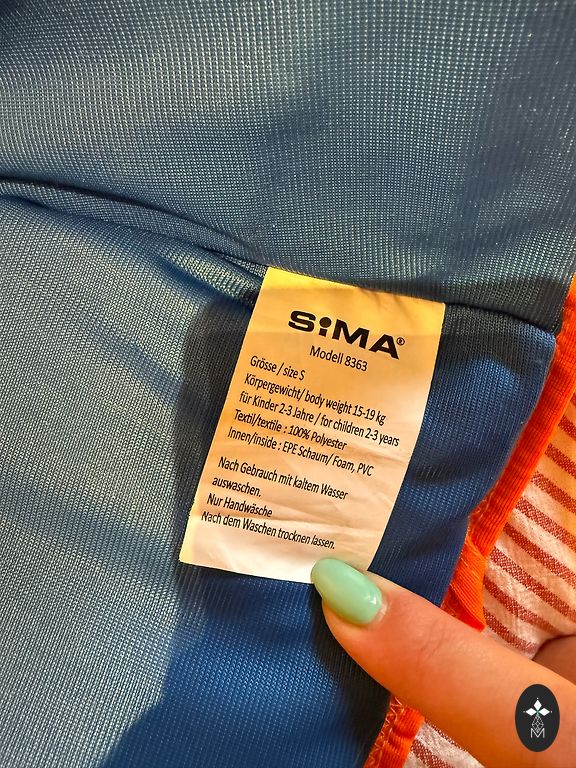 SiMA®
Modell 8363
Grösse / size S
Körpergewicht/ body weight 15-19 kg
für Kinder 2-3 Jahre / for children 2-3 years
Textil/textile : 100% Polyester
Innen/inside : EPE Schaum/ Foam, PVC
Nach Gebrauch mit kaltem Wasser
auswaschen.
Nur Handwäsche
Nach dem Waschen trocknen lassen.
M